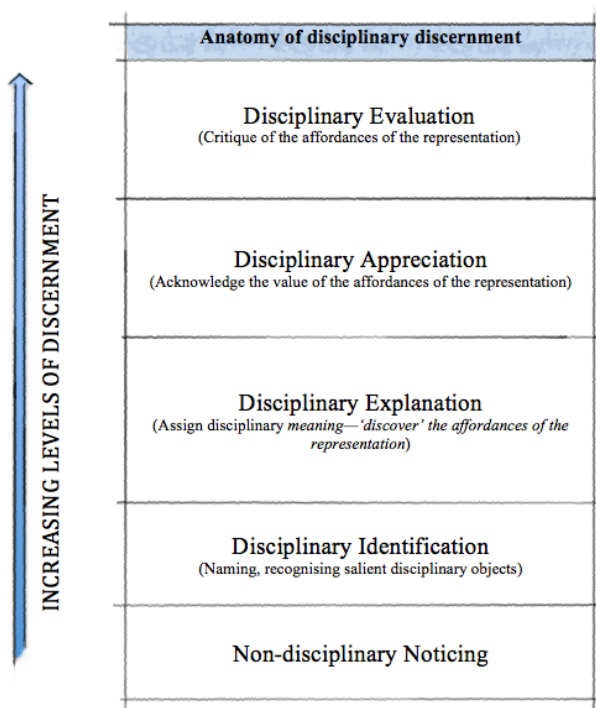 Anatomy of disciplinary discernment
Disciplinary Evaluation
(Critique of the affordances of the representation)
Disciplinary Appreciation
(Acknowledge the value of the affordances of the representation)
Disciplinary Explanation
(Assign disciplinary meaning—‘discover’ the affordances of the
representation)
Disciplinary Identification
(Naming, recognising salient disciplinary objects)
Non-disciplinary Noticing
INCREASING LEVELS OF DISCERNMENT